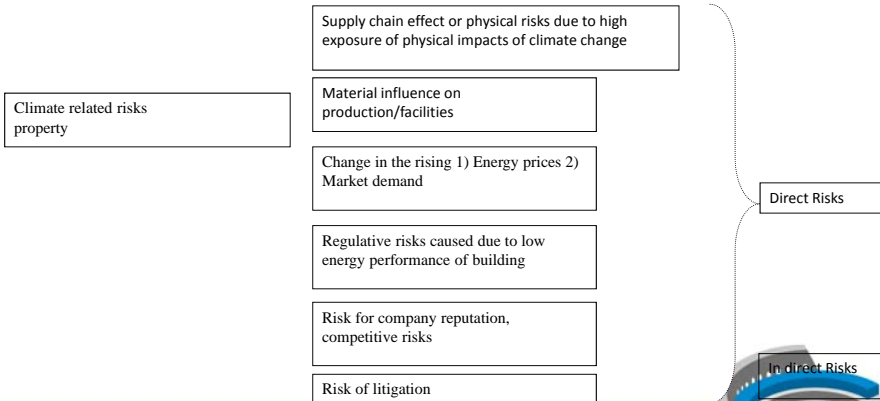 Supply chain effect or physical risks due to high
exposure of physical impacts of climate change
Climate related risks
property
Material influence on
production/facilities
Change in the rising 1) Energy prices 2)
Market demand
Direct Risks
Regulative risks caused due to low
energy performance of building
Risk for company reputation,
competitive risks
In direct Risks
Risk of litigation